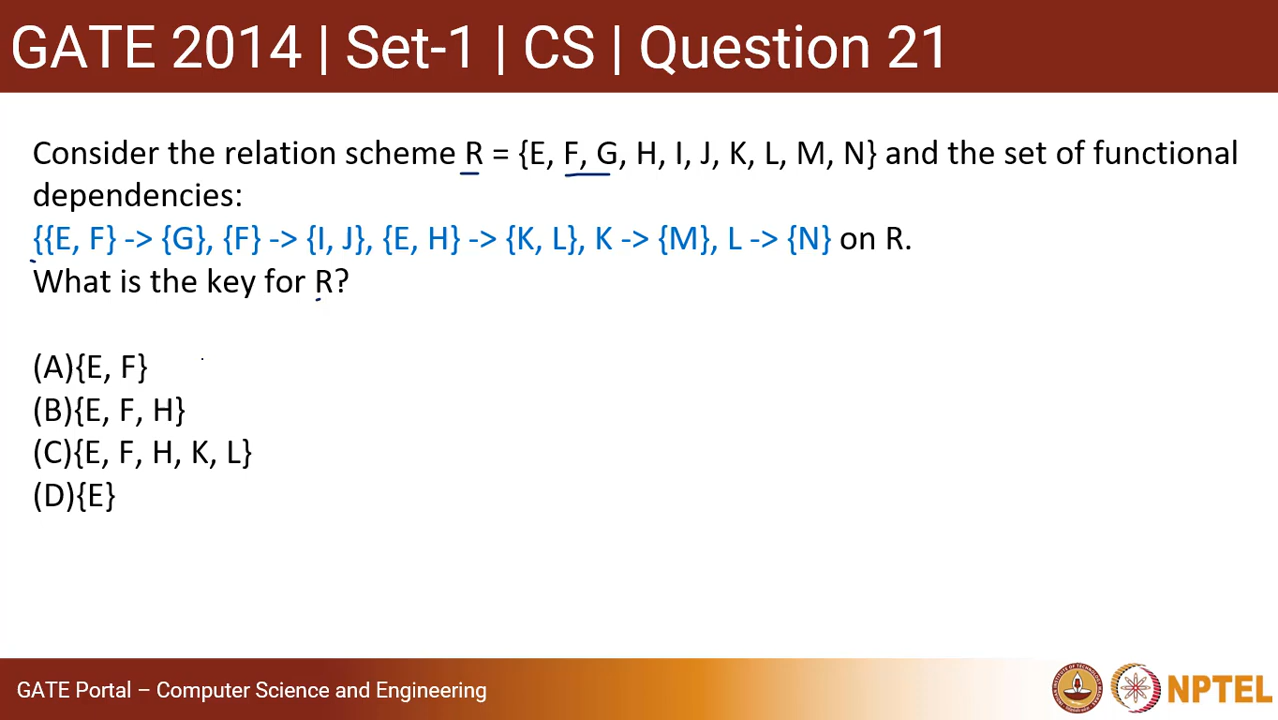 GATE 2014 | Set-1 | CS | Question 21
Consider the relation scheme R = {E, F, G, H, I, J, K, L, M, N} and the set of functional
dependencies:
{{E, F} -> {G}, {F} -> {I, J}, {E, H} -> {K, L}, K -> {M}, L -> {N} on R.
What is the key for R?
(A){E, F}
(B){E, F, H}
(C){E, F, H, K, L}
(D){E}
GATE Portal – Computer Science and Engineering
NPTEL